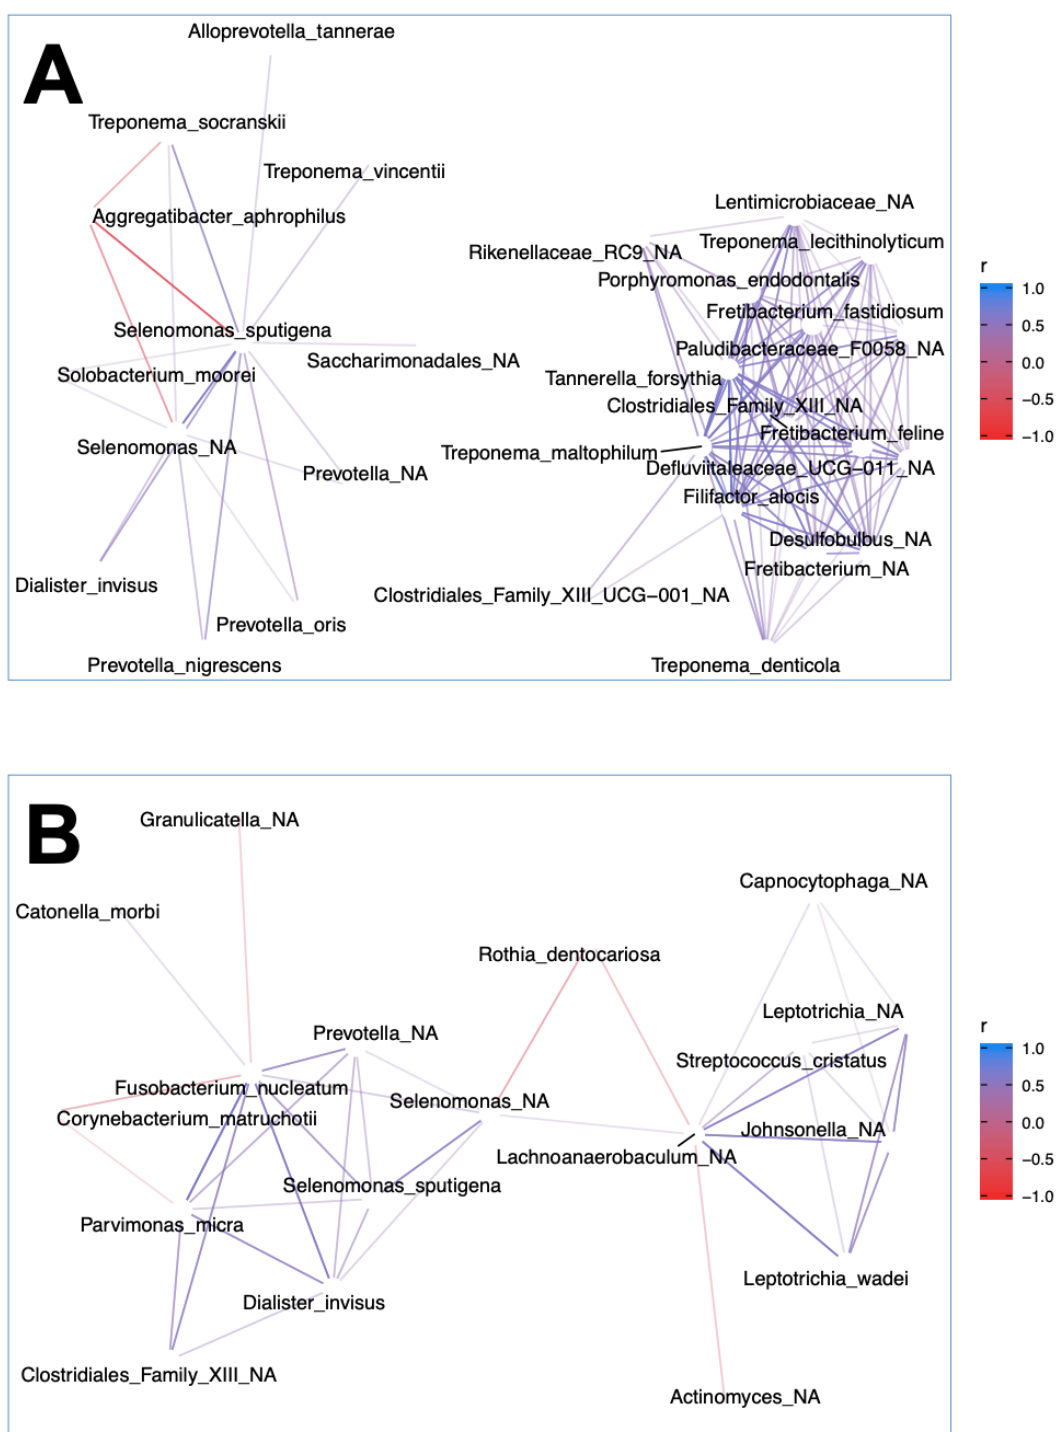 A
Alloprevotella_tannerae
Treponema_socranskii
Treponema_vincentii
Aggregatibacter_aphrophilus
Selenomonas_sputigena
Saccharimonadales_NA
Solobacterium_moorei
Selenomonas_NA
Prevotella_NA
Dialister_invisus
Prevotella_oris
Prevotella_nigrescens
Lentimicrobiaceae_NA
Treponema_lecithinolyticum
Rikenellaceae_RC9_NA
Porphyromonas_endodontalis
Fretibacterium_fastidiosum
Paludibacteraceae_F0058_NA
Tannerella_forsythia
Clostridiales_Family_XIII_NA
Fretibacterium_feline
Treponema_maltophilum
Defluviitaleaceae_UCG−011_NA
Filifactor_alocis
Desulfobulbus_NA
Fretibacterium_NA
Clostridiales_Family_XIII_UCG−001_NA
Treponema_denticola
r
1.0
0.5
0.0
−0.5
−1.0
B
Granulicatella_NA
Catonella_morbi
Capnocytophaga_NA
Rothia_dentocariosa
Leptotrichia_NA
Prevotella_NA
Streptococcus_cristatus
Fusobacterium_nucleatum
Selenomonas_NA
Corynebacterium_matruchotii
Johnsonella_NA
Lachnoanaerobaculum_NA
Selenomonas_sputigena
Parvimonas_micra
Leptotrichia_wadei
Dialister_invisus
Clostridiales_Family_XIII_NA
Actinomyces_NA
r
1.0
0.5
0.0
−0.5
−1.0